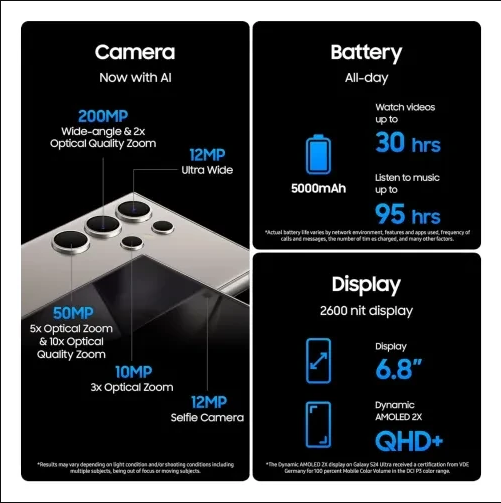 Camera
Now with AI
200MP
Wide-angle & 2x
Optical Quality Zoom
12MP
Ultra Wide
50MP
5x Optical Zoom
& 10x Optical
Quality Zoom
10MP
3x Optical Zoom
12MP
Selfie Camera
*Results may vary depending on light condition and/or shooting conditions including
multiple subjects, being out of focus or moving subjects.
Battery
All-day
5000mAh
Watch videos
up to
30 hrs
Listen to music
up to
95 hrs
*Actual battery life varies by network environment, features and apps used, frequency of
calls and messages, the number of tim es charged, and many other factors.
Display
2600 nit display
Display
6.8”
Dynamic
AMOLED 2X
QHD+
*The Dynamic AMOLED 2X display on Galaxy S24 Ultra received a certification from VDE
Germany for 100 percent Mobile Color Volume in the DCI P3 color range.